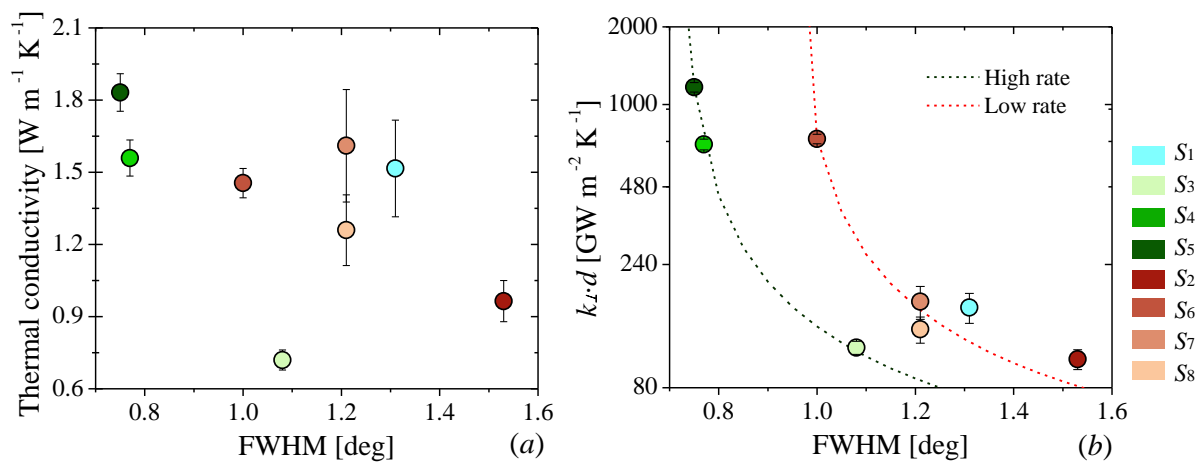 Thermal conductivity [W m⁻¹ K⁻¹]
2.1
1.8
1.5
1.2
0.9
0.6
0.8
1.0
1.2
1.4
1.6
FWHM [deg]
(a)
k⊥·d [GW m⁻² K⁻¹]
2000
1000
480
240
80
High rate
Low rate
0.8
1.0
1.2
1.4
1.6
FWHM [deg]
(b)
S1
S3
S4
S5
S2
S6
S7
S8